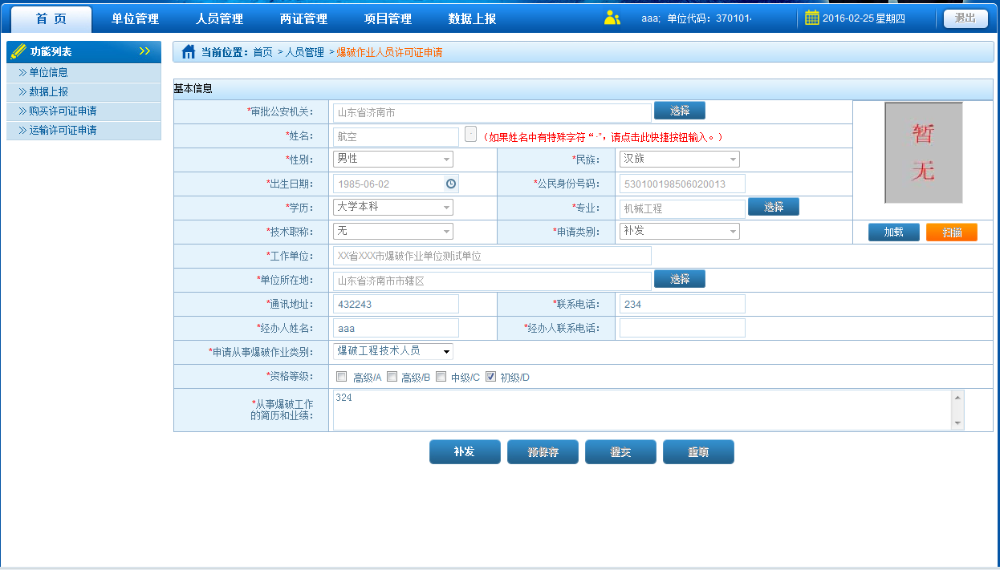 首 页 单位管理 人员管理 两证管理 项目管理 数据上报 aaa; 单位代码：370101· 2016-02-25 星期四 退出
功能列表 >>
单位信息
数据上报
购买许可证申请
运输许可证申请
当前位置：首页 > 人员管理 > 爆破作业人员许可证申请
基本信息
*审批公安机关： 山东省济南市 选择
*姓名： 航空 · （如果姓名中有特殊字符“·”，请点击此快捷按钮输入。）
*性别： 男性 *民族： 汉族
暂
无
*出生日期： 1985-06-02 *公民身份号码： 530100198506020013
*学历： 大学本科 *专业： 机械工程 选择
*技术职称： 无 *申请类别： 补发 加载 扫描
*工作单位： XX省XXX市爆破作业单位测试单位
*单位所在地： 山东省济南市市辖区 选择
*通讯地址： 432243 *联系电话： 234
*经办人姓名： aaa *经办人联系电话：
*申请从事爆破作业类别： 爆破工程技术人员
*资格等级： 高级/A 高级/B 中级/C 初级/D
*从事爆破工作
的简历和业绩：
324
补发 预保存 提交 重填